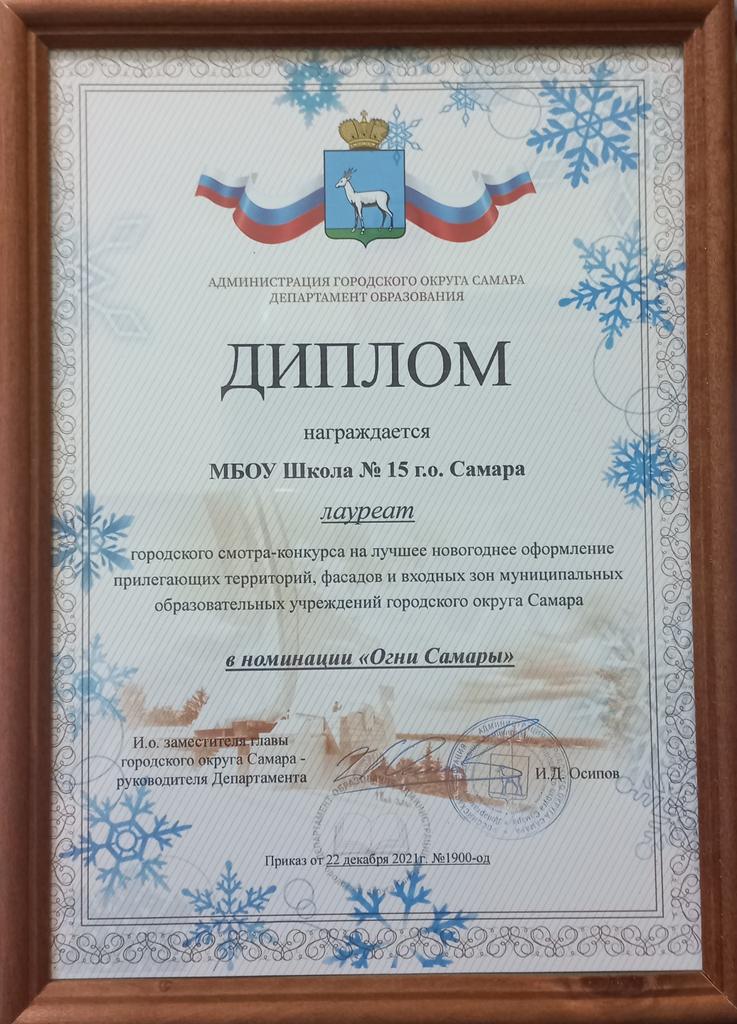 АДМИНИСТРАЦИЯ ГОРОДСКОГО ОКРУГА САМАРА
ДЕПАРТАМЕНТ ОБРАЗОВАНИЯ
ДИПЛОМ
награждается
МБОУ Школа № 15 г.о. Самара
лауреат
городского смотра-конкурса на лучшее новогоднее оформление
прилегающих территорий, фасадов и входных зон муниципальных
образовательных учреждений городского округа Самара
в номинации «Огни Самары»
И.о. заместителя главы
городского округа Самара -
руководителя Департамента
И.Д. Осипов
Приказ от 22 декабря 2021г. №1900-од